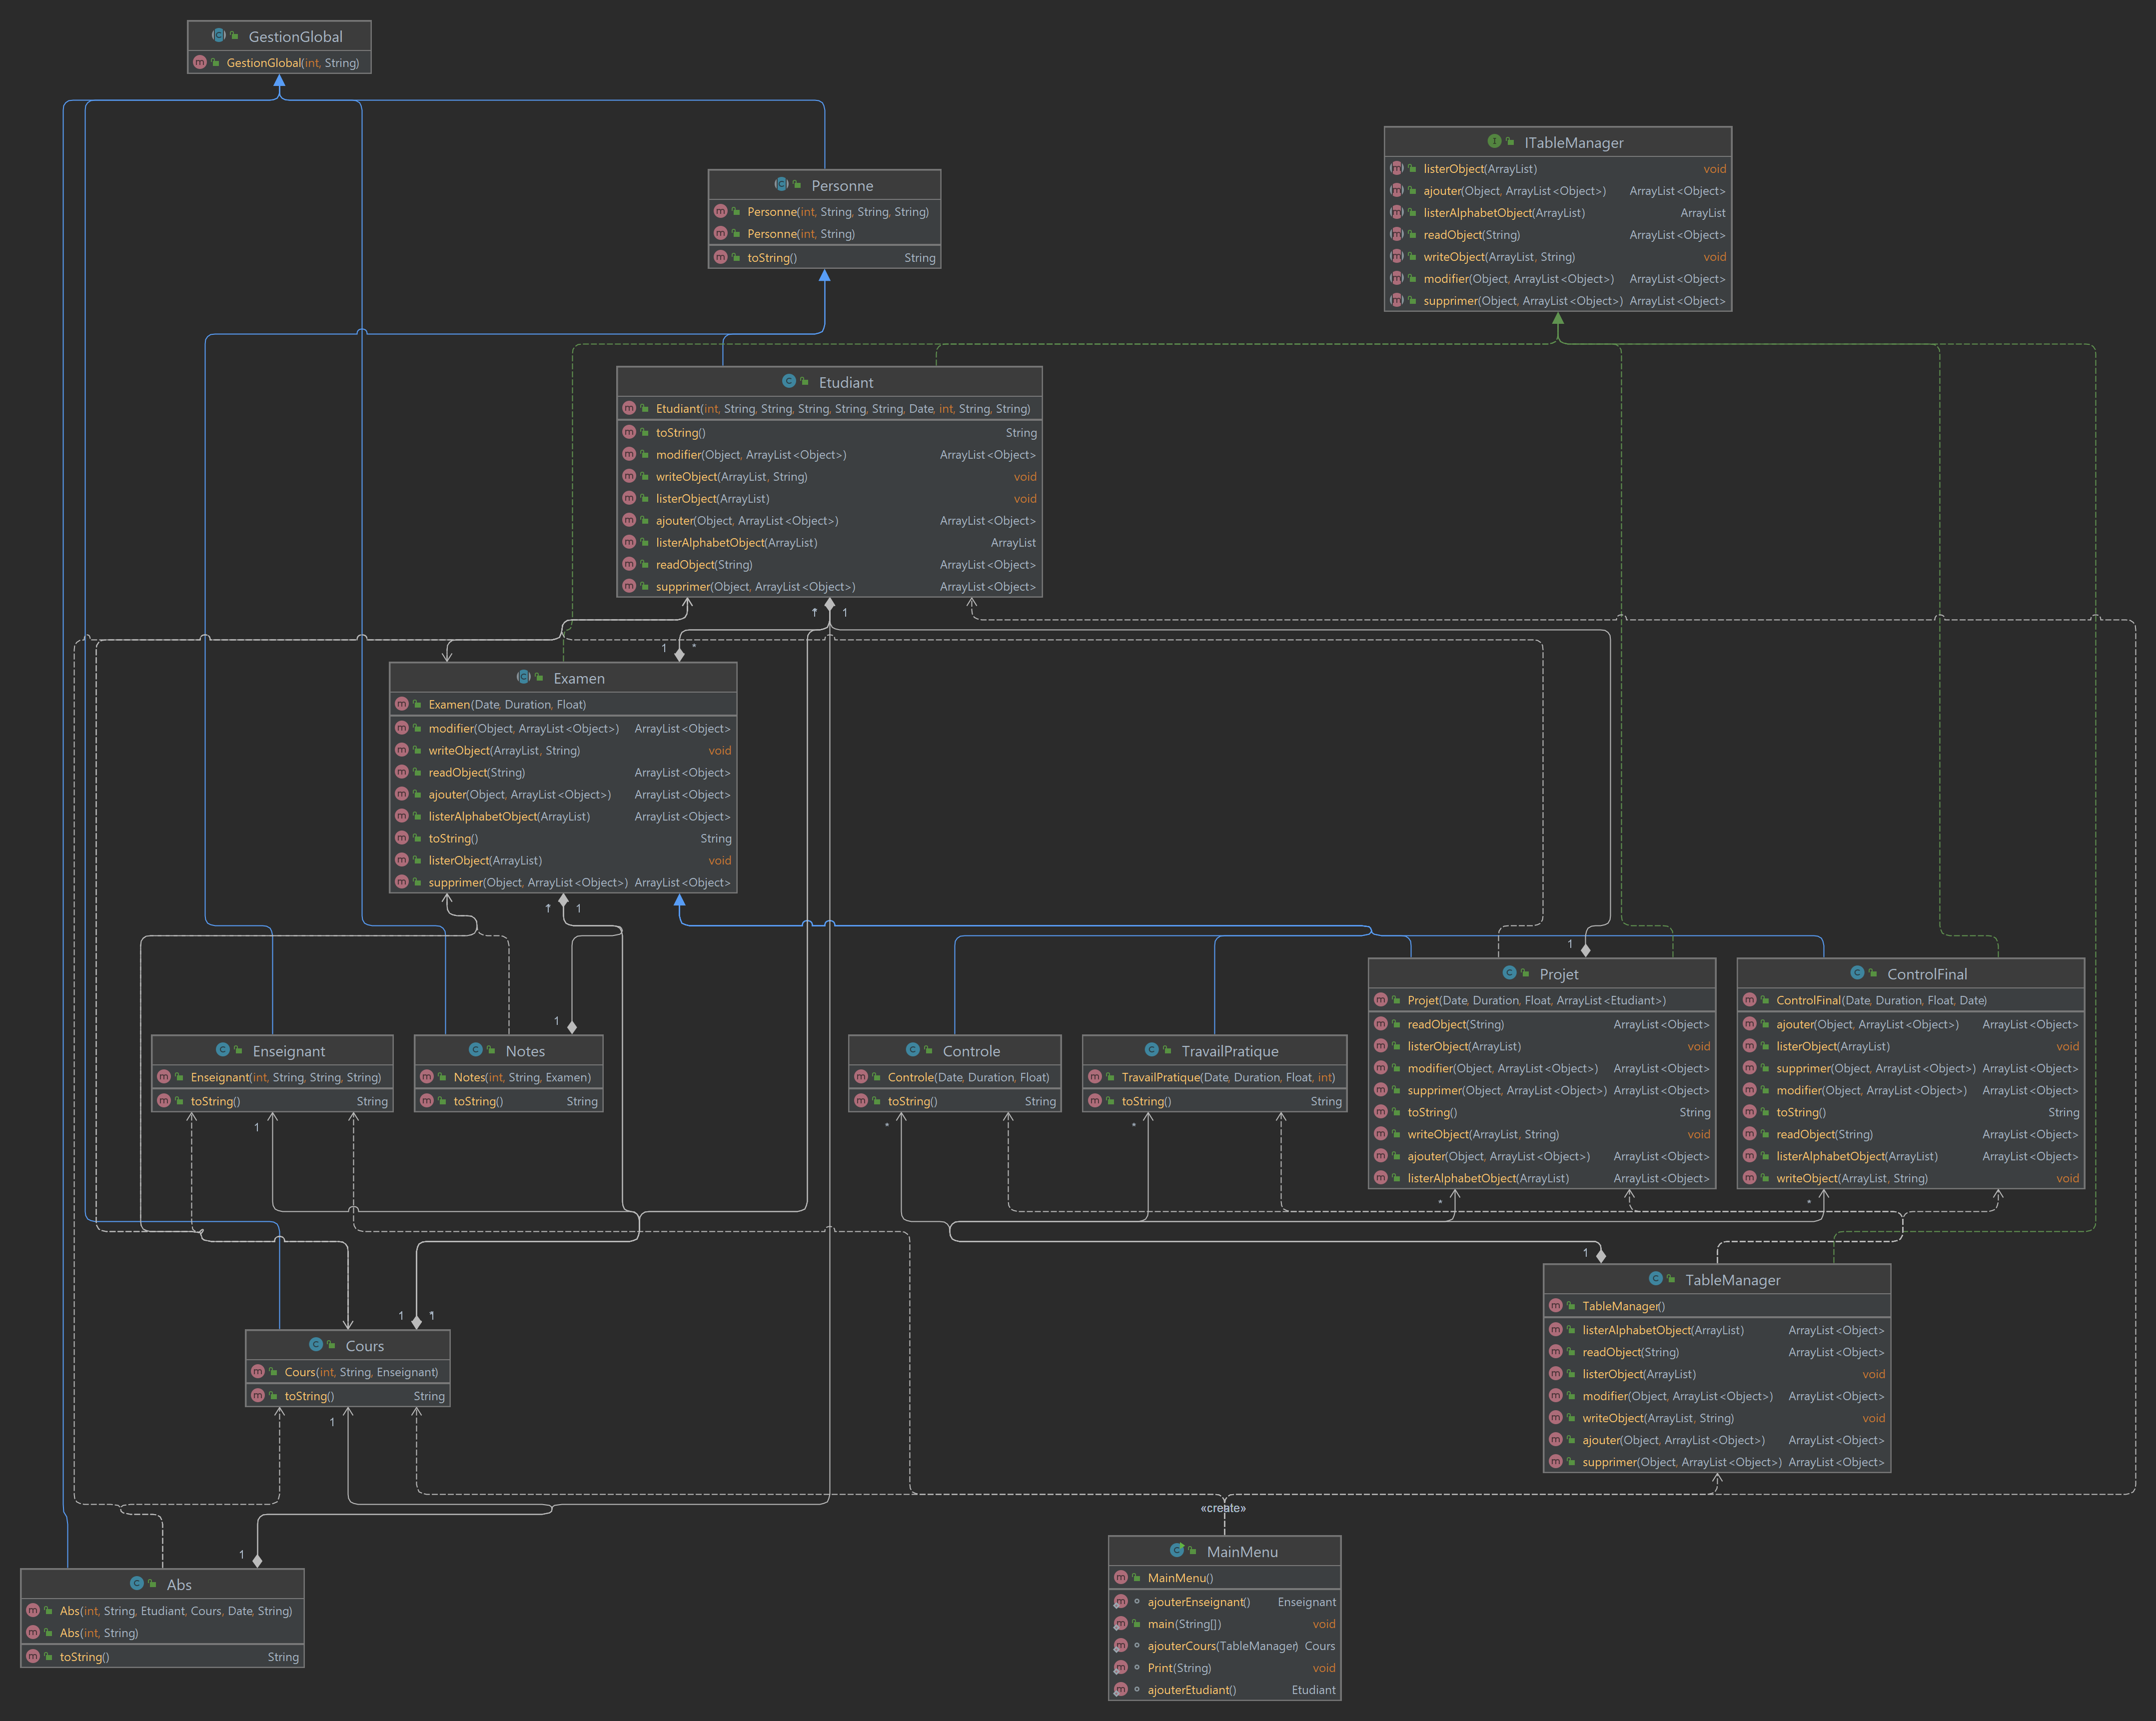 GestionGlobal
GestionGlobal(int, String)
Personne
Personne(int, String, String, String)
Personne(int, String)
toString() String
ITableManager
listerObject(ArrayList) void
ajouter(Object, ArrayList<Object>) ArrayList<Object>
listerAlphabetObject(ArrayList) ArrayList
readObject(String) ArrayList<Object>
writeObject(ArrayList, String) void
modifier(Object, ArrayList<Object>) ArrayList<Object>
supprimer(Object, ArrayList<Object>) ArrayList<Object>
Etudiant
Etudiant(int, String, String, String, String, String, Date, int, String, String)
toString() String
modifier(Object, ArrayList<Object>) ArrayList<Object>
writeObject(ArrayList, String) void
listerObject(ArrayList) void
ajouter(Object, ArrayList<Object>) ArrayList<Object>
listerAlphabetObject(ArrayList) ArrayList
readObject(String) ArrayList<Object>
supprimer(Object, ArrayList<Object>) ArrayList<Object>
1
1 *
Examen
Examen(Date, Duration, Float)
modifier(Object, ArrayList<Object>) ArrayList<Object>
writeObject(ArrayList, String) void
readObject(String) ArrayList<Object>
ajouter(Object, ArrayList<Object>) ArrayList<Object>
listerAlphabetObject(ArrayList) ArrayList<Object>
toString() String
listerObject(ArrayList) void
supprimer(Object, ArrayList<Object>) ArrayList<Object>
1
1
Projet
Projet(Date, Duration, Float, ArrayList<Etudiant>)
readObject(String) ArrayList<Object>
listerObject(ArrayList) void
modifier(Object, ArrayList<Object>) ArrayList<Object>
supprimer(Object, ArrayList<Object>) ArrayList<Object>
toString() String
writeObject(ArrayList, String) void
ajouter(Object, ArrayList<Object>) ArrayList<Object>
listerAlphabetObject(ArrayList) ArrayList<Object>
*
ControlFinal
ControlFinal(Date, Duration, Float, Date)
ajouter(Object, ArrayList<Object>) ArrayList<Object>
listerObject(ArrayList) void
supprimer(Object, ArrayList<Object>) ArrayList<Object>
modifier(Object, ArrayList<Object>) ArrayList<Object>
toString() String
readObject(String) ArrayList<Object>
listerAlphabetObject(ArrayList) ArrayList<Object>
writeObject(ArrayList, String) void
*
Enseignant
Enseignant(int, String, String, String)
toString() String
1
1
Notes
Notes(int, String, Examen)
toString() String
Controle
Controle(Date, Duration, Float)
toString() String
*
TravailPratique
TravailPratique(Date, Duration, Float, int)
toString() String
*
1
TableManager
TableManager()
listerAlphabetObject(ArrayList) ArrayList<Object>
readObject(String) ArrayList<Object>
listerObject(ArrayList) void
modifier(Object, ArrayList<Object>) ArrayList<Object>
writeObject(ArrayList, String) void
ajouter(Object, ArrayList<Object>) ArrayList<Object>
supprimer(Object, ArrayList<Object>) ArrayList<Object>
1
Cours
Cours(int, String, Enseignant)
toString() String
1
«create»
MainMenu
MainMenu()
ajouterEnseignant() Enseignant
main(String[]) void
ajouterCours(TableManager) Cours
Print(String) void
ajouterEtudiant() Etudiant
1
Abs
Abs(int, String, Etudiant, Cours, Date, String)
Abs(int, String)
toString() String